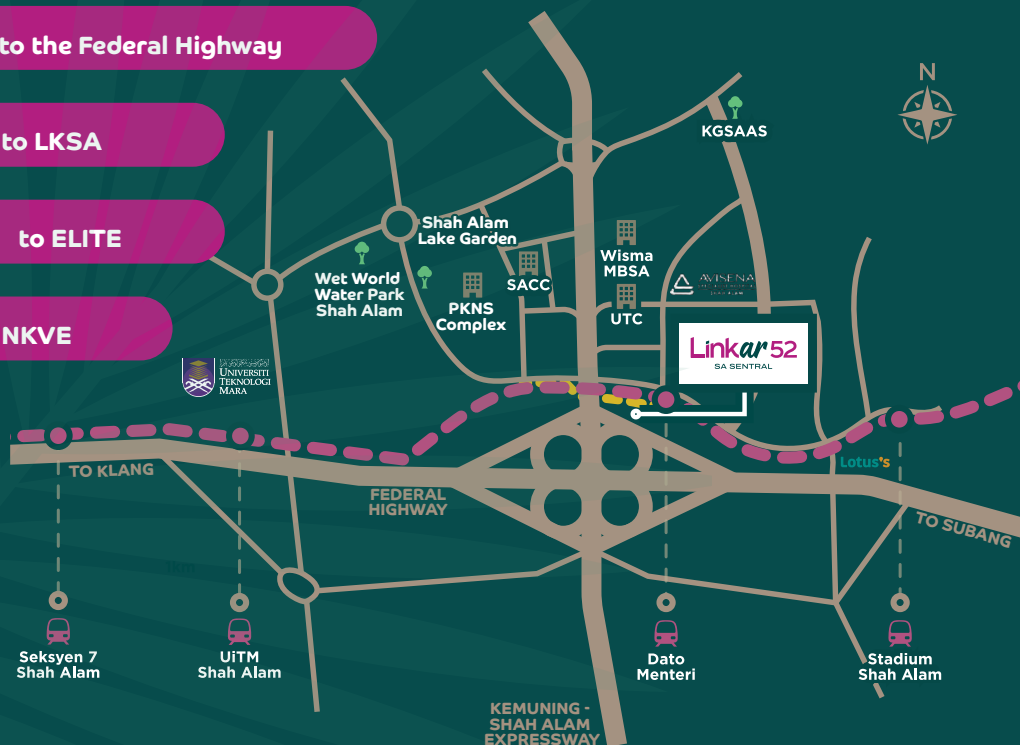 to the Federal Highway
to LKSA
to ELITE
NKVE
N
KGSAAS
Shah Alam
Lake Garden
Wet World
Water Park
Shah Alam
PKNS
Complex
SACC
Wisma
MBSA
UTC
AVISENA
Linkar 52
SA SENTRAL
UNIVERSITI
TEKNOLOGI
MARA
TO KLANG
FEDERAL
HIGHWAY
Lotus's
TO SUBANG
Seksyen 7
Shah Alam
UiTM
Shah Alam
Dato
Menteri
Stadium
Shah Alam
KEMUNING -
SHAH ALAM
EXPRESSWAY